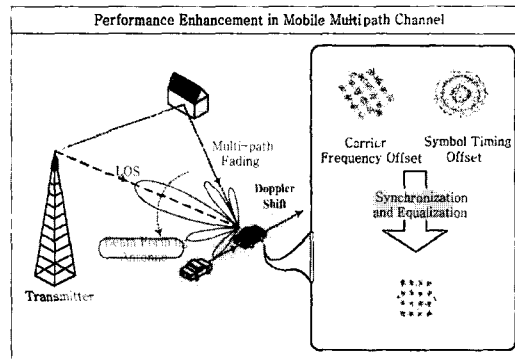 Performance Enhancement in Mobile Multipath Channel
Multi-path
Fading
LOS
Doppler
Shift
Transmitter
Carrier
Frequency Offset
Symbol Timing
Offset
Synchronization
and Equalization